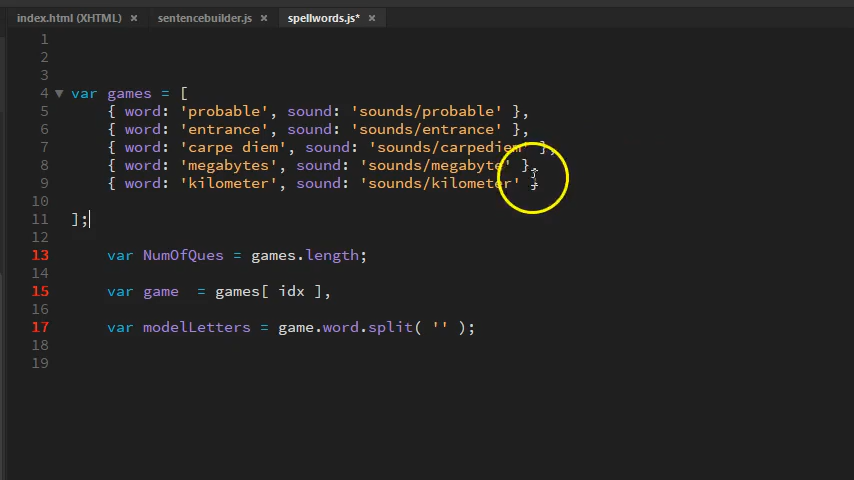 index.html (XHTML) × sentencebuilder.js × spellwords.js* ×
1
2
3
4 var games = [
5 { word: 'probable', sound: 'sounds/probable' },
6 { word: 'entrance', sound: 'sounds/entrance' },
7 { word: 'carpe diem', sound: 'sounds/carpediem' },
8 { word: 'megabytes', sound: 'sounds/megabyte' },
9 { word: 'kilometer', sound: 'sounds/kilometer' }
10
11 ];
12
13 var NumOfQues = games.length;
14
15 var game = games[ idx ],
16
17 var modelLetters = game.word.split( '' );
18
19